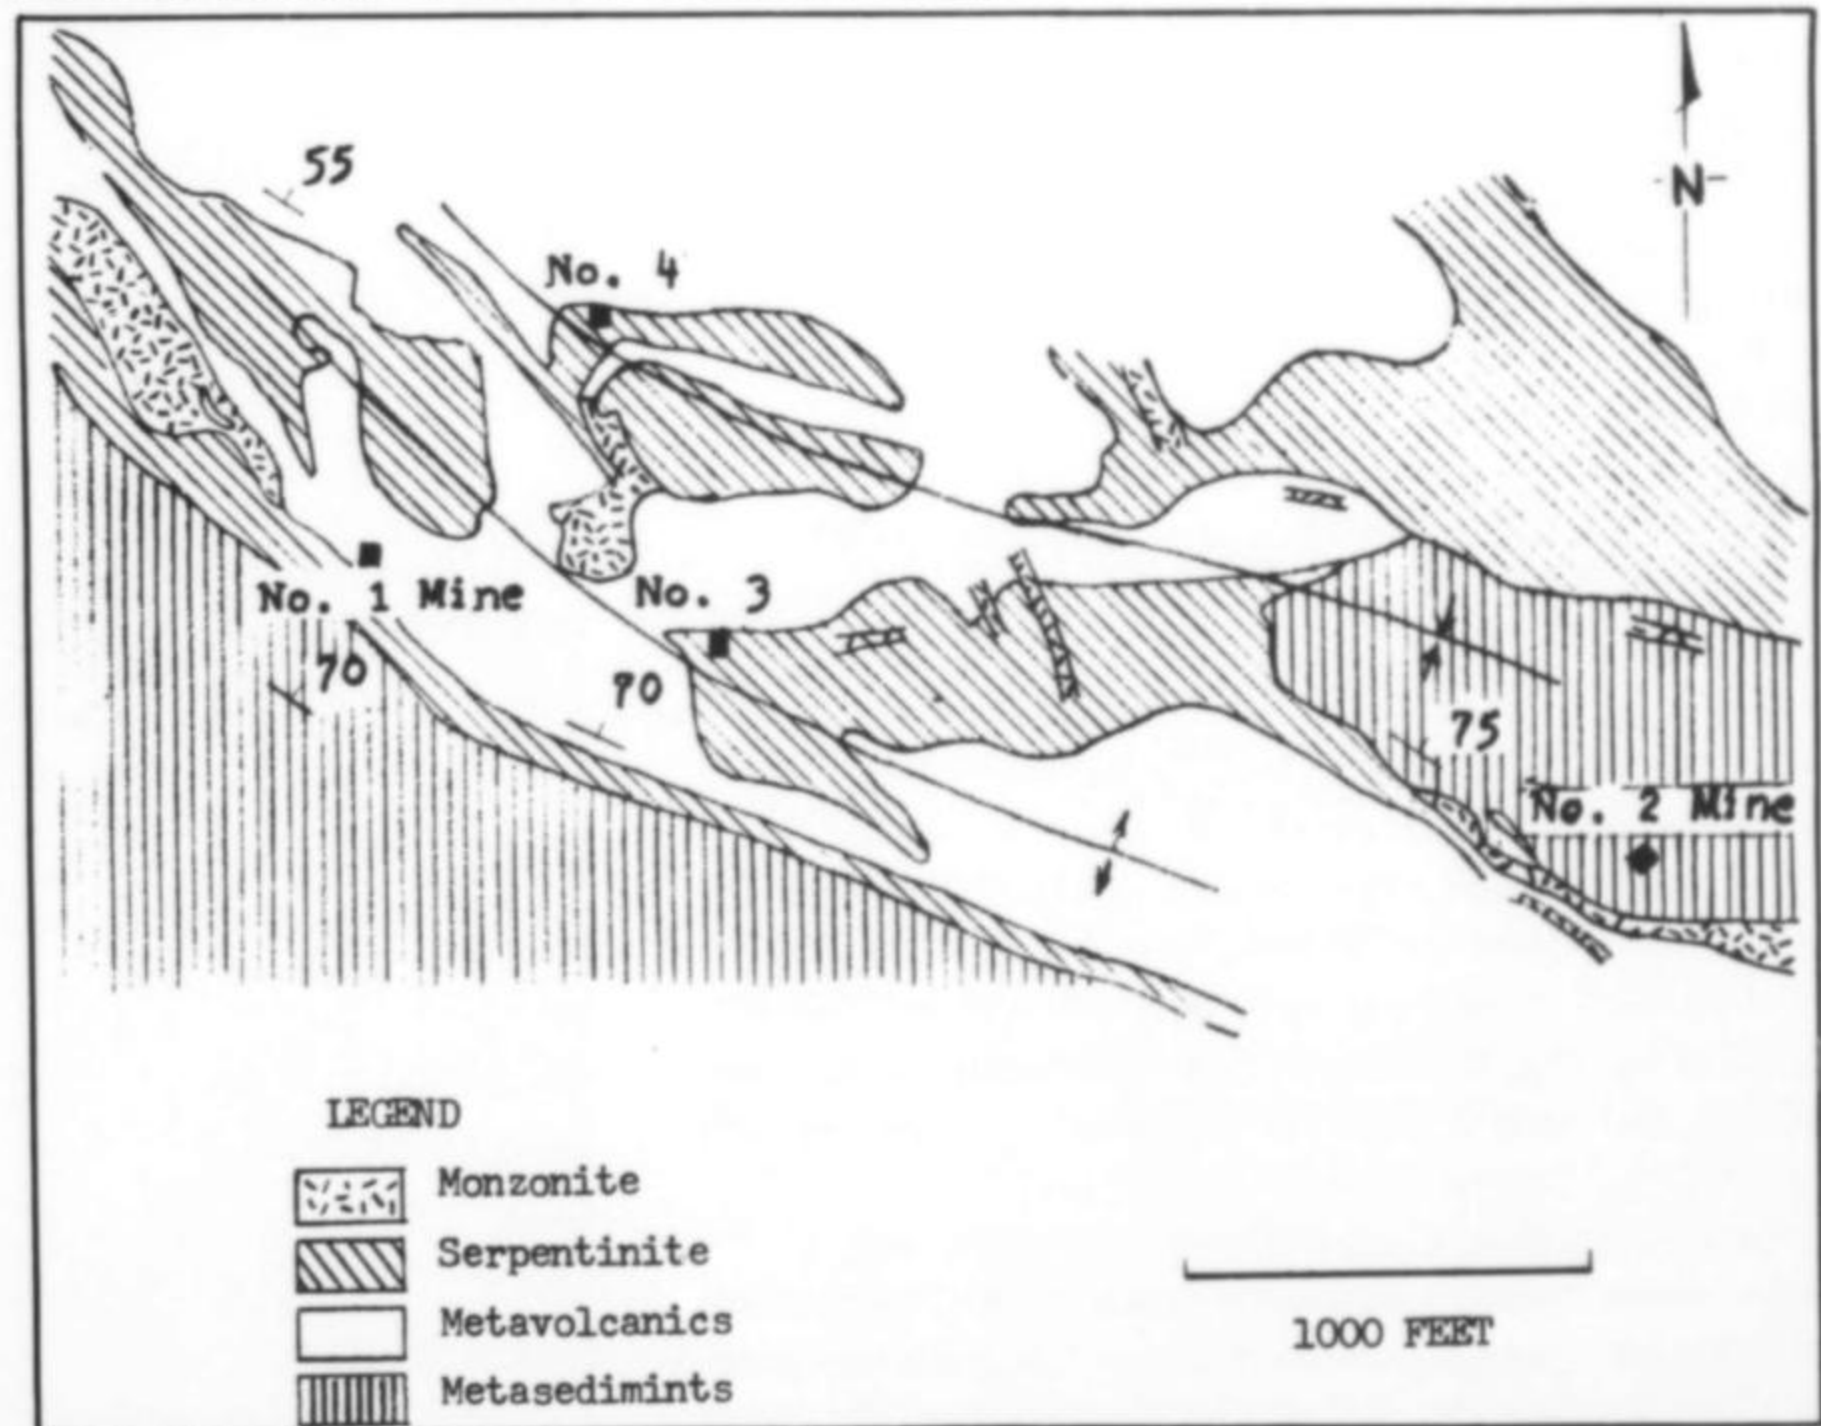 55
N
No. 4
No. 1 Mine
No. 3
70
70
75
No. 2 Mine
LEGEND
Monzonite
Serpentinite
Metavolcanics
Metasedimints
1000 FEET